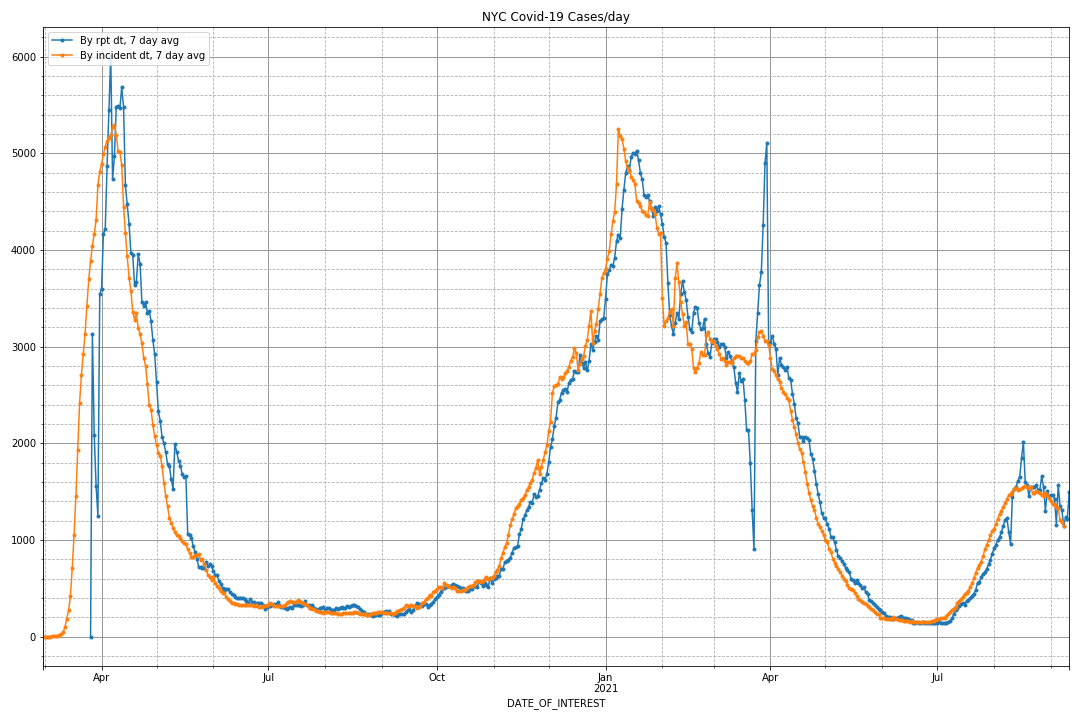 NYC Covid-19 Cases/day
By rpt dt, 7 day avg
By incident dt, 7 day avg
6000
5000
4000
3000
2000
1000
0
Apr
Jul
Oct
Jan
2021
Apr
Jul
DATE_OF_INTEREST